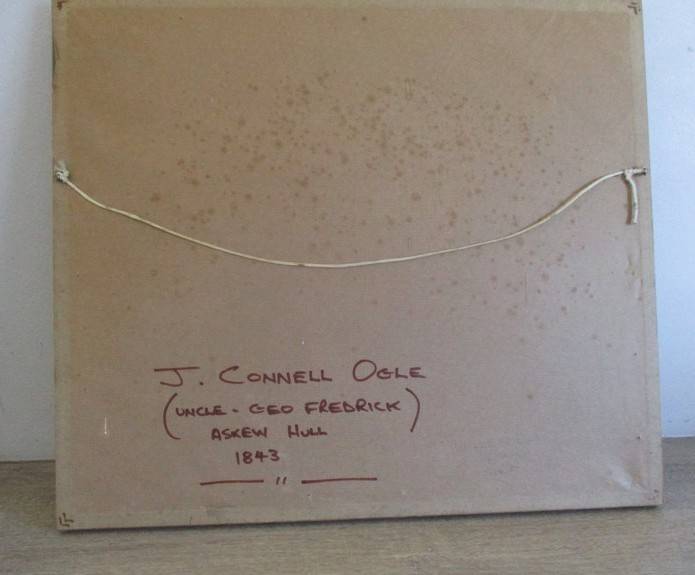 J. CONNELL OGLE
(UNCLE - GEO FREDRICK)
ASKEW HULL
1843
—— " ——